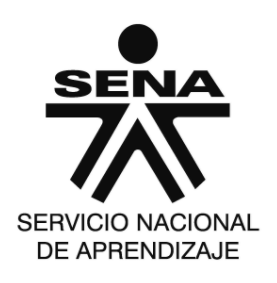 SENA
SERVICIO NACIONAL
DE APRENDIZAJE